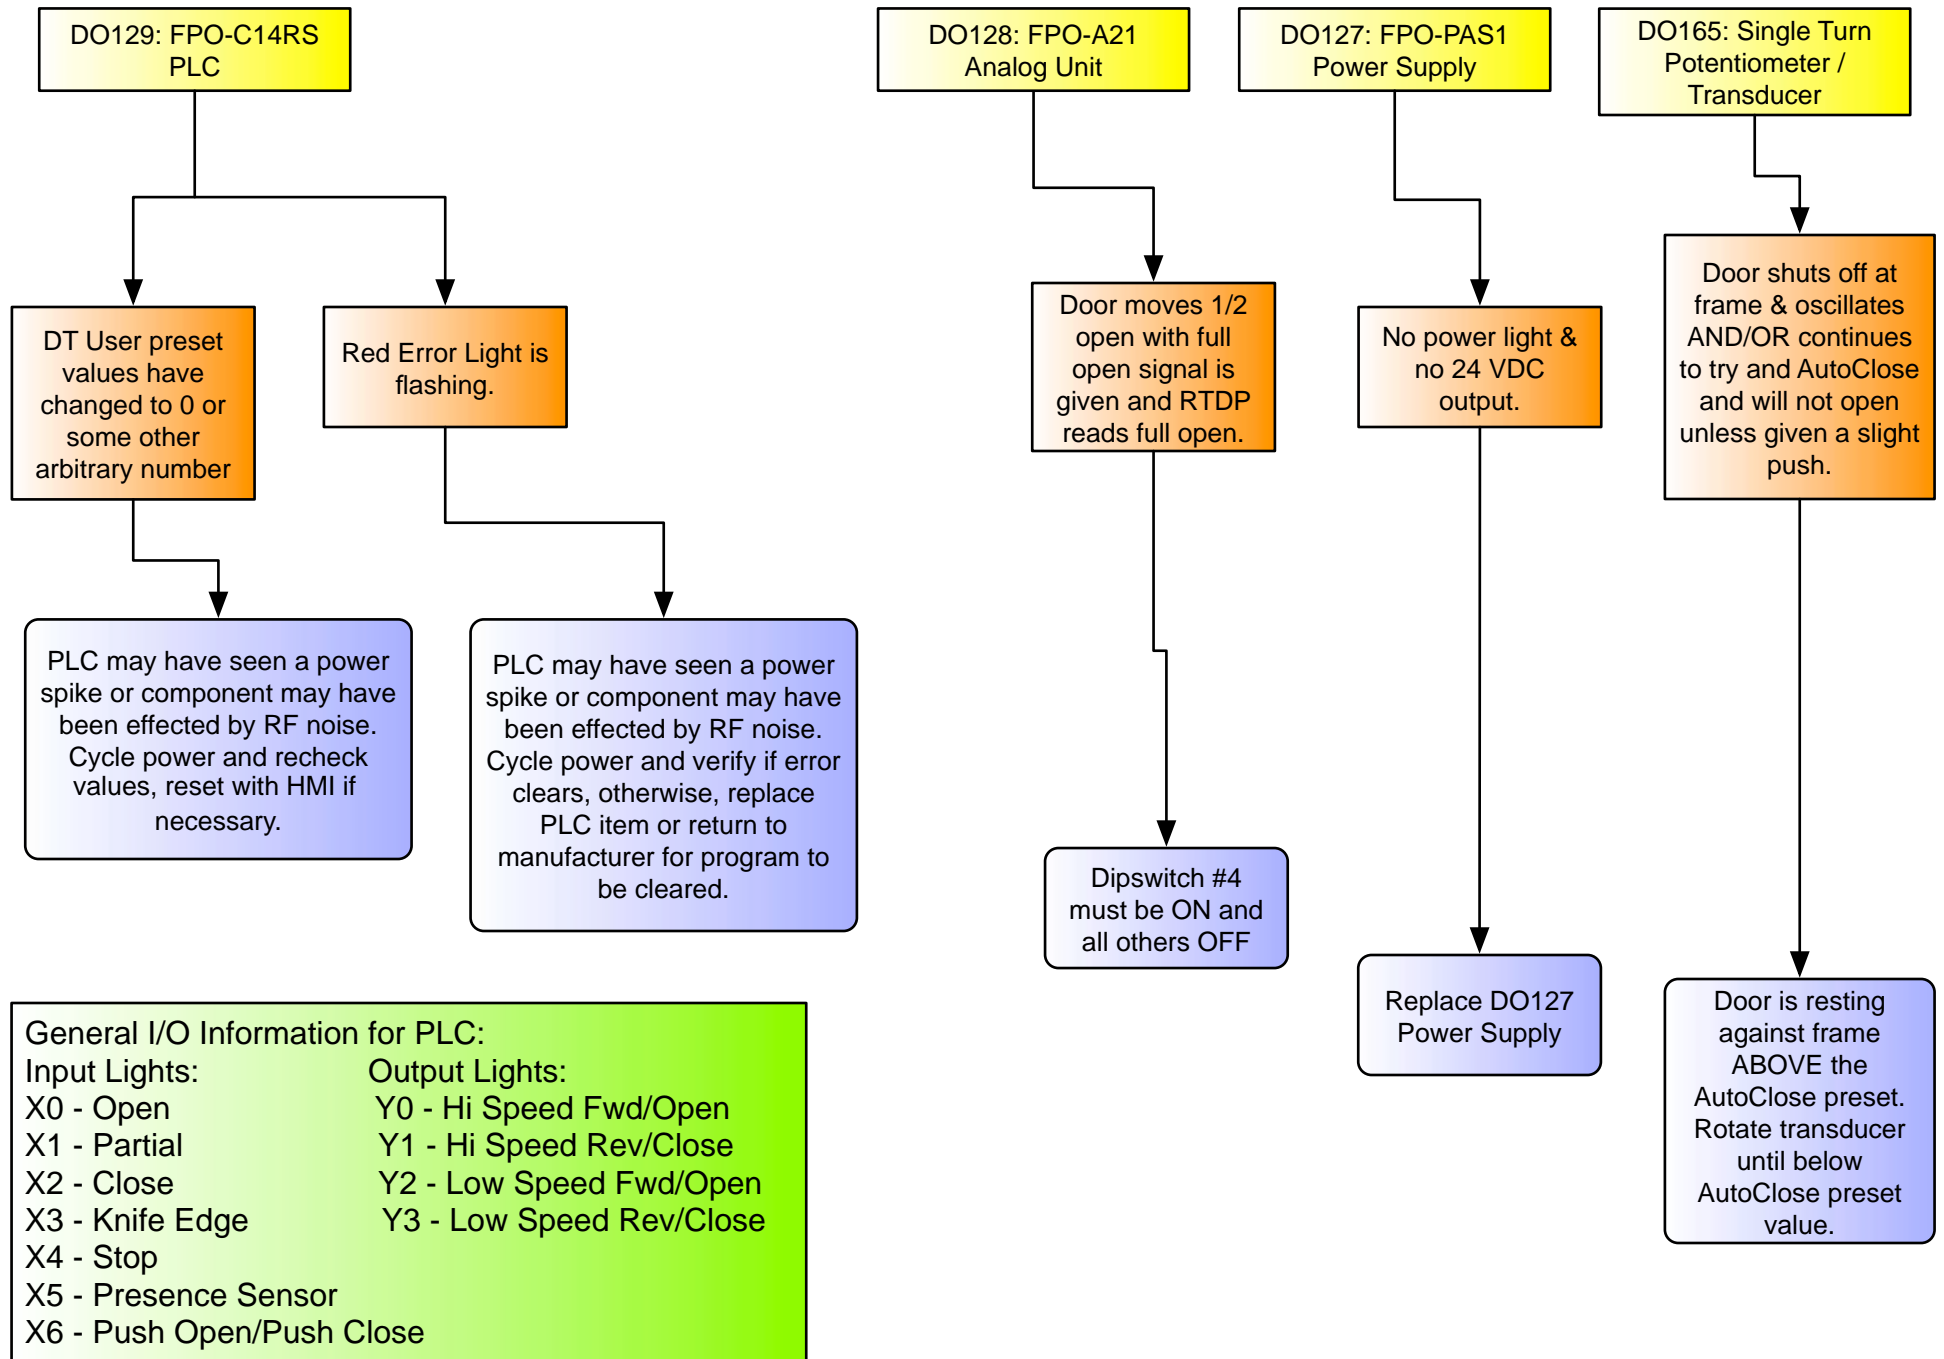 DO129: FPO-C14RS
PLC
DO128: FPO-A21
Analog Unit
DO127: FPO-PAS1
Power Supply
DO165: Single Turn
Potentiometer /
Transducer
DT User preset
values have
changed to 0 or
some other
arbitrary number
Red Error Light is
flashing.
Door moves 1/2
open with full
open signal is
given and RTDP
reads full open.
No power light &
no 24 VDC
output.
Door shuts off at
frame & oscillates
AND/OR continues
to try and AutoClose
and will not open
unless given a slight
push.
PLC may have seen a power
spike or component may have
been effected by RF noise.
Cycle power and recheck
values, reset with HMI if
necessary.
PLC may have seen a power
spike or component may have
been effected by RF noise.
Cycle power and verify if error
clears, otherwise, replace
PLC item or return to
manufacturer for program to
be cleared.
Dipswitch #4
must be ON and
all others OFF
Replace DO127
Power Supply
Door is resting
against frame
ABOVE the
AutoClose preset.
Rotate transducer
until below
AutoClose preset
value.
General I/O Information for PLC:
Input Lights: Output Lights:
X0 - Open Y0 - Hi Speed Fwd/Open
X1 - Partial Y1 - Hi Speed Rev/Close
X2 - Close Y2 - Low Speed Fwd/Open
X3 - Knife Edge Y3 - Low Speed Rev/Close
X4 - Stop
X5 - Presence Sensor
X6 - Push Open/Push Close